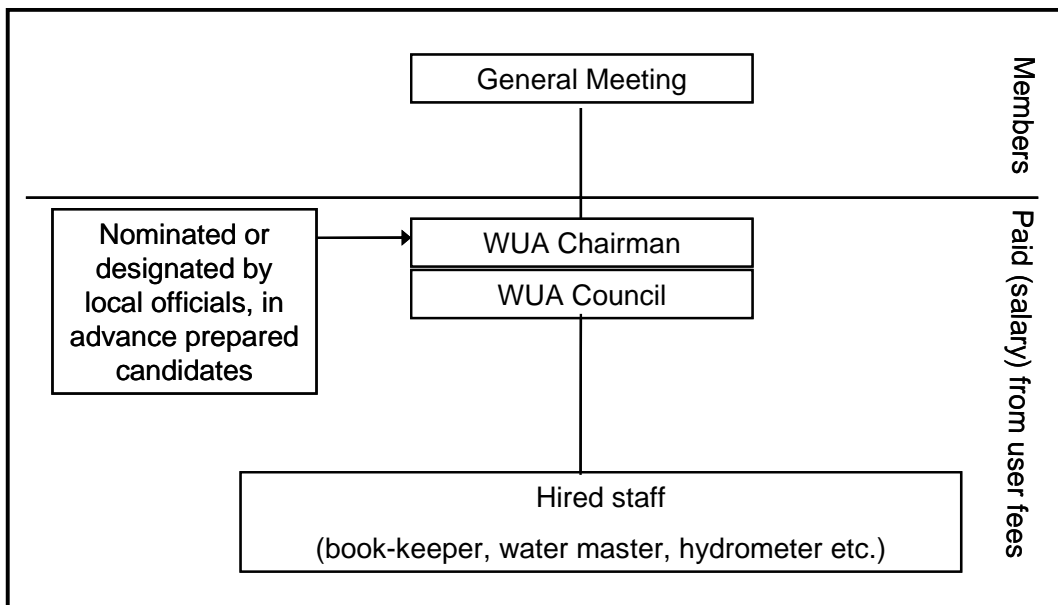 General Meeting
Members
Nominated or
designated by
local officials, in
advance prepared
candidates
WUA Chairman
WUA Council
Paid (salary) from user fees
Hired staff
(book-keeper, water master, hydrometer etc.)